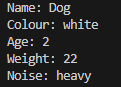 Name: Dog
Colour: white
Age: 2
Weight: 22
Noise: heavy